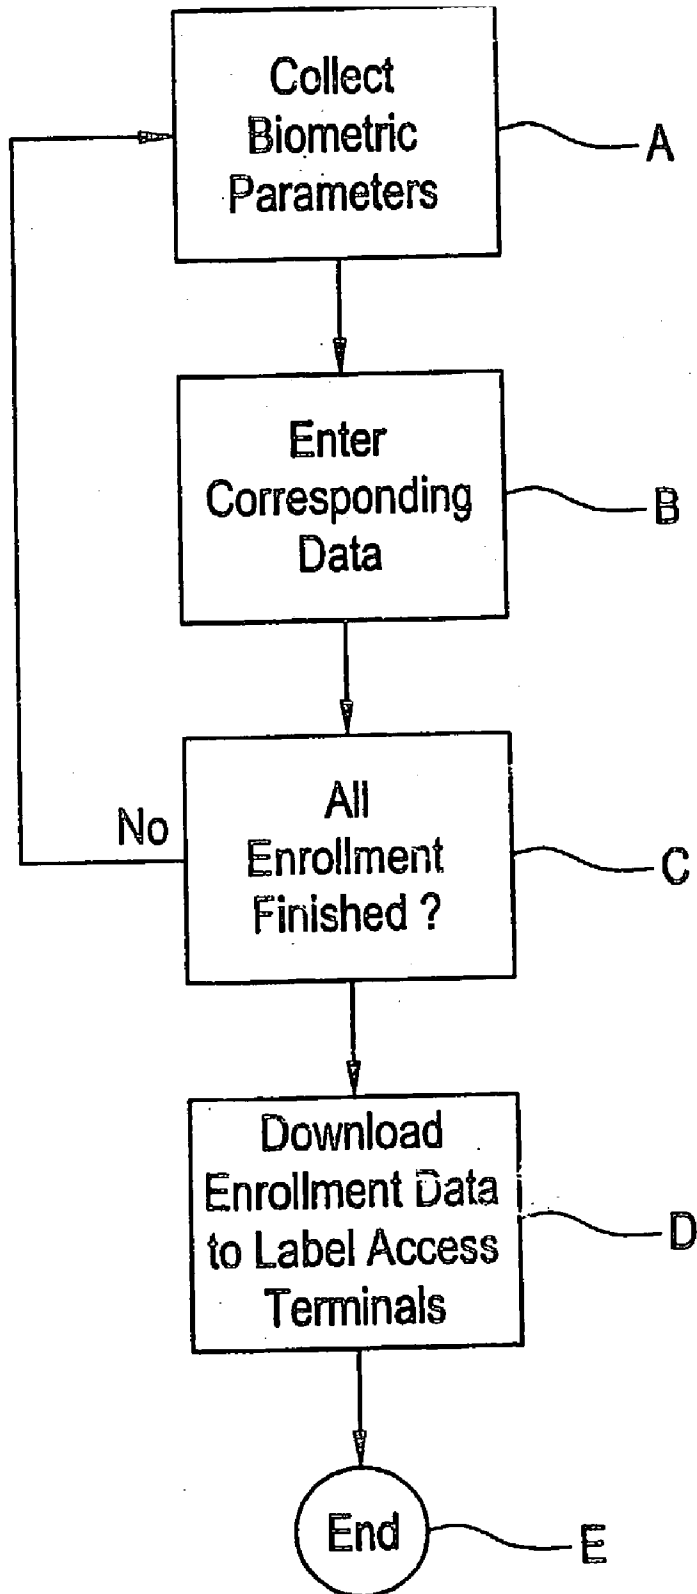 Collect
Biometric
Parameters
A
Enter
Corresponding
Data
B
All
Enrollment
Finished ?
No
C
Download
Enrollment Data
to Label Access
Terminals
D
End
E